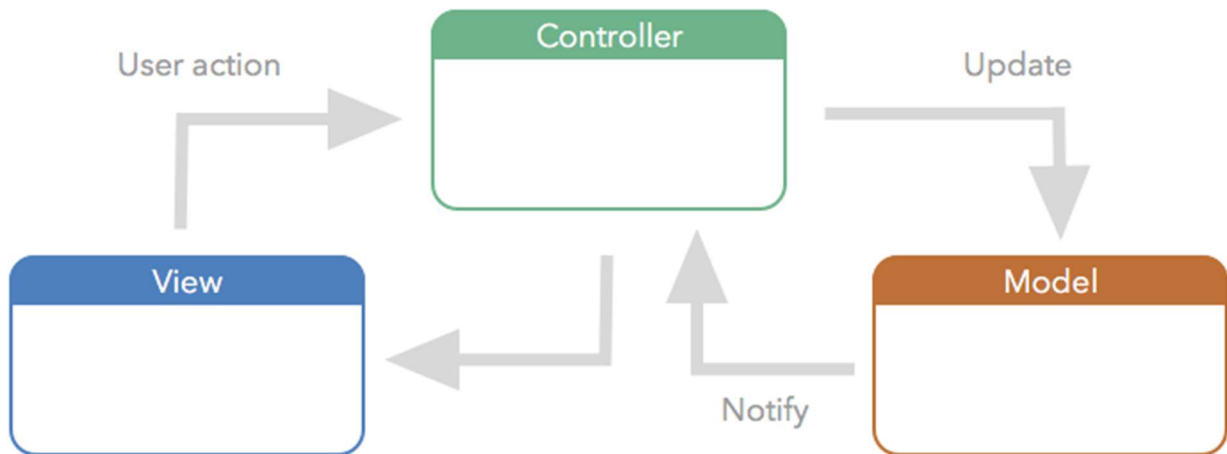 Controller
User action
Update
View
Model
Notify